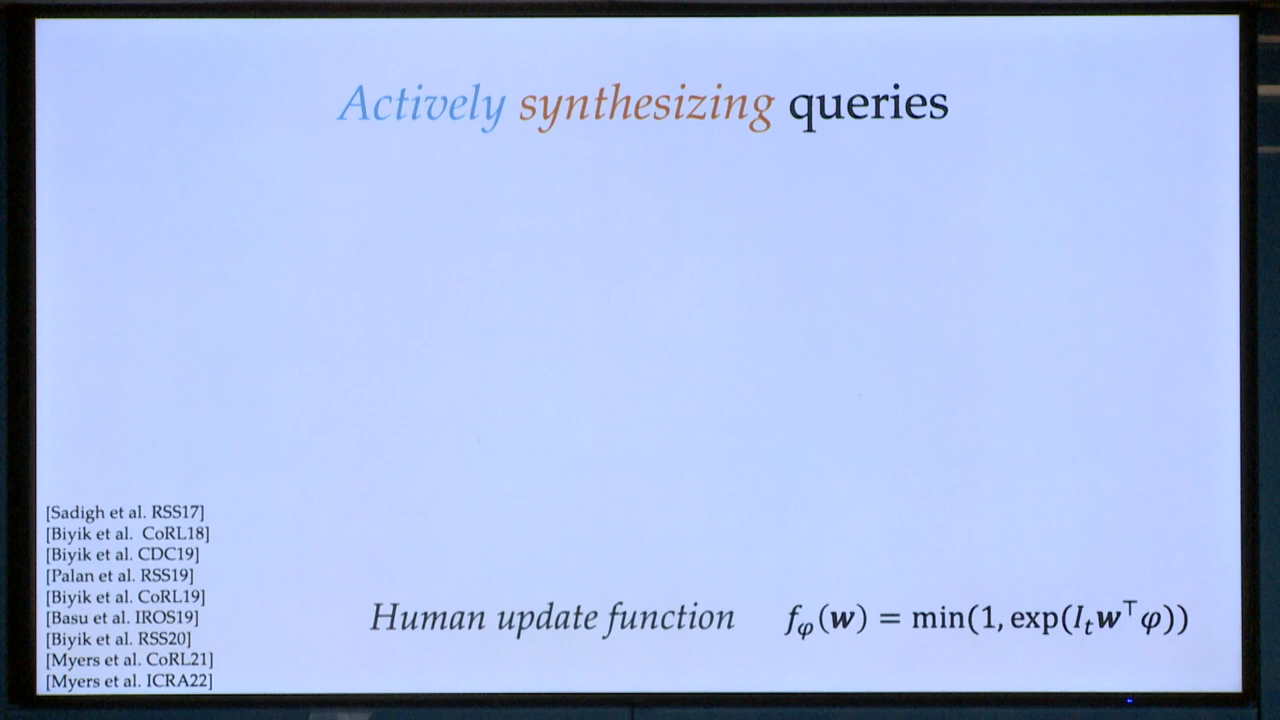 Actively synthesizing queries
[Sadigh et al. RSS17]
[Biyik et al. CoRL18]
[Biyik et al. CDC19]
[Palan et al. RSS19]
[Biyik et al. CoRL19]
[Basu et al. IROS19]
[Biyik et al. RSS20]
[Myers et al. CoRL21]
[Myers et al. ICRA22]
Human update function f_φ(w) = min(1, exp(I_t w^⊤ φ))